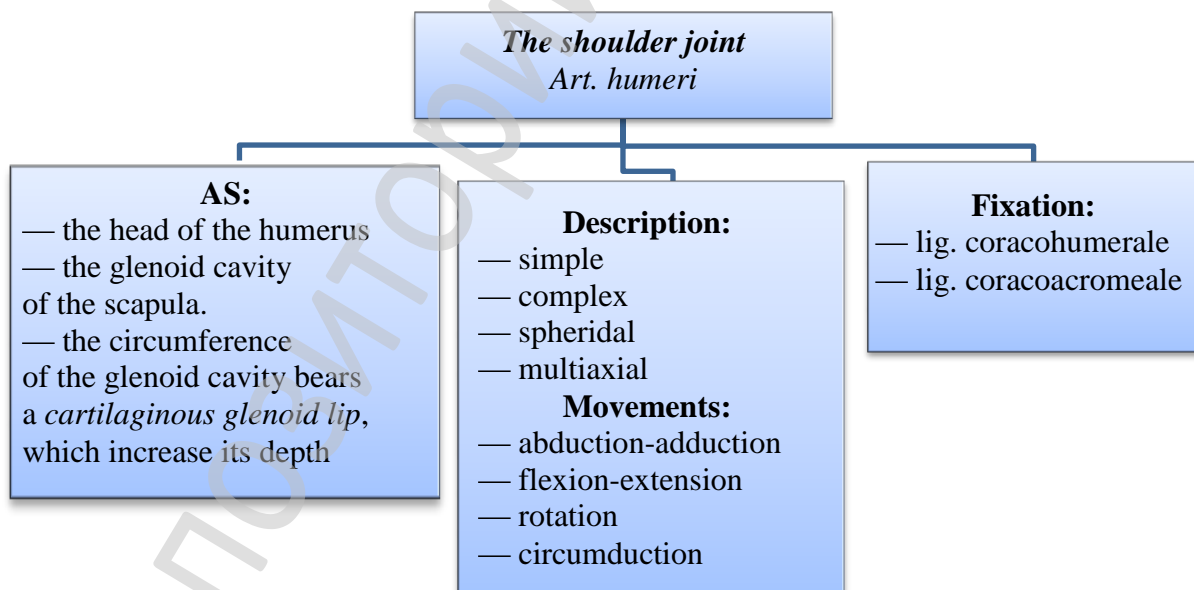 The shoulder joint
Art. humeri
AS:
— the head of the humerus
— the glenoid cavity
of the scapula.
— the circumference
of the glenoid cavity bears
a cartilaginous glenoid lip,
which increase its depth
Description:
— simple
— complex
— spheridal
— multiaxial
Movements:
— abduction-adduction
— flexion-extension
— rotation
— circumduction
Fixation:
— lig. coracohumerale
— lig. coracoacromeale